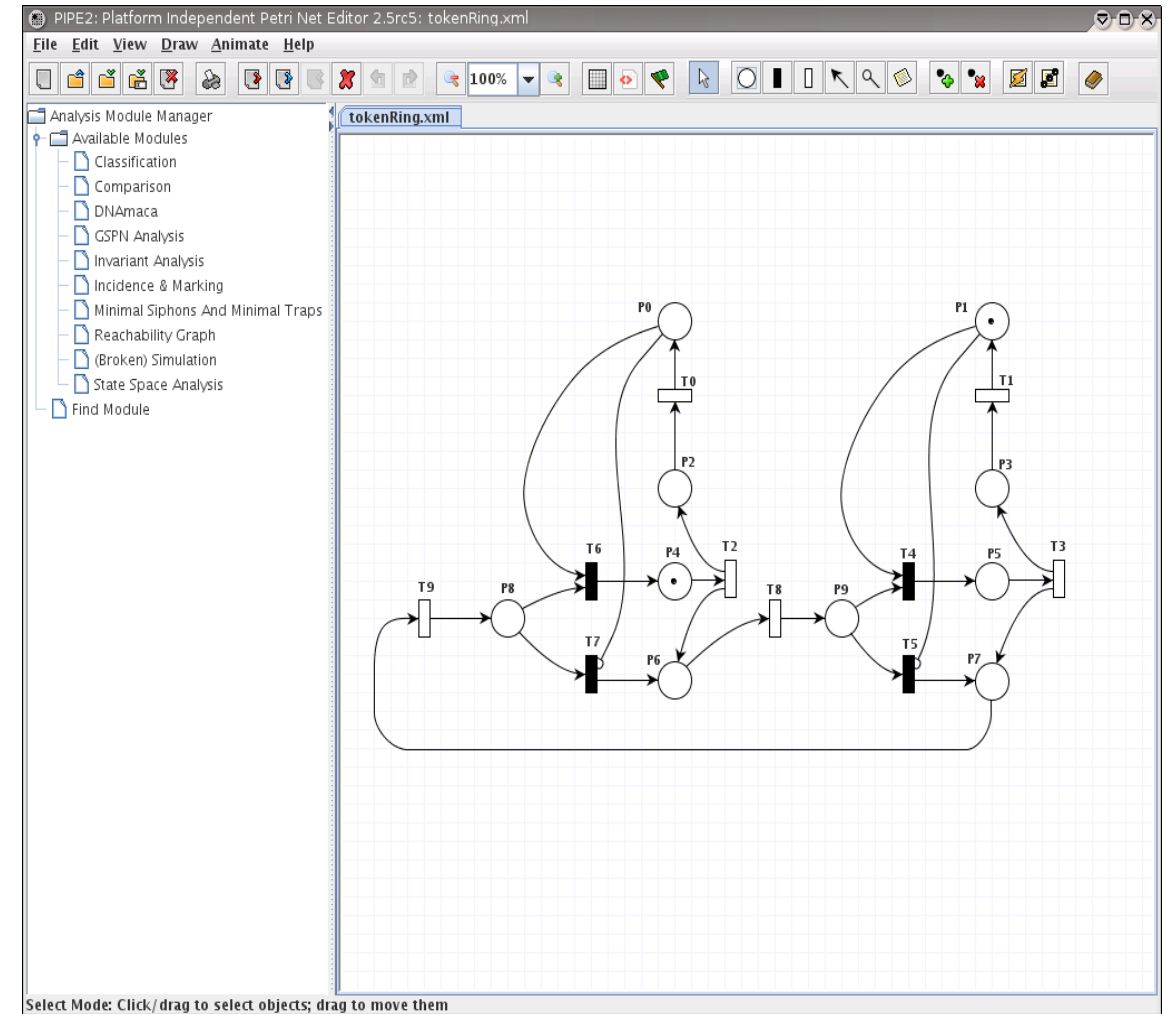 PIPE2: Platform Independent Petri Net Editor 2.5rc5: tokenRing.xml
File Edit View Draw Animate Help
100%
Analysis Module Manager
Available Modules
Classification
Comparison
DNAmaca
GSPN Analysis
Invariant Analysis
Incidence & Marking
Minimal Siphons And Minimal Traps
Reachability Graph
(Broken) Simulation
State Space Analysis
Find Module
tokenRing.xml
P0 P1
T0 T1
P2 P3
T6 P4 T2 T4 P5 T3
T9 P8 T8 P9
T7 P6 T5 P7
Select Mode: Click/drag to select objects; drag to move them